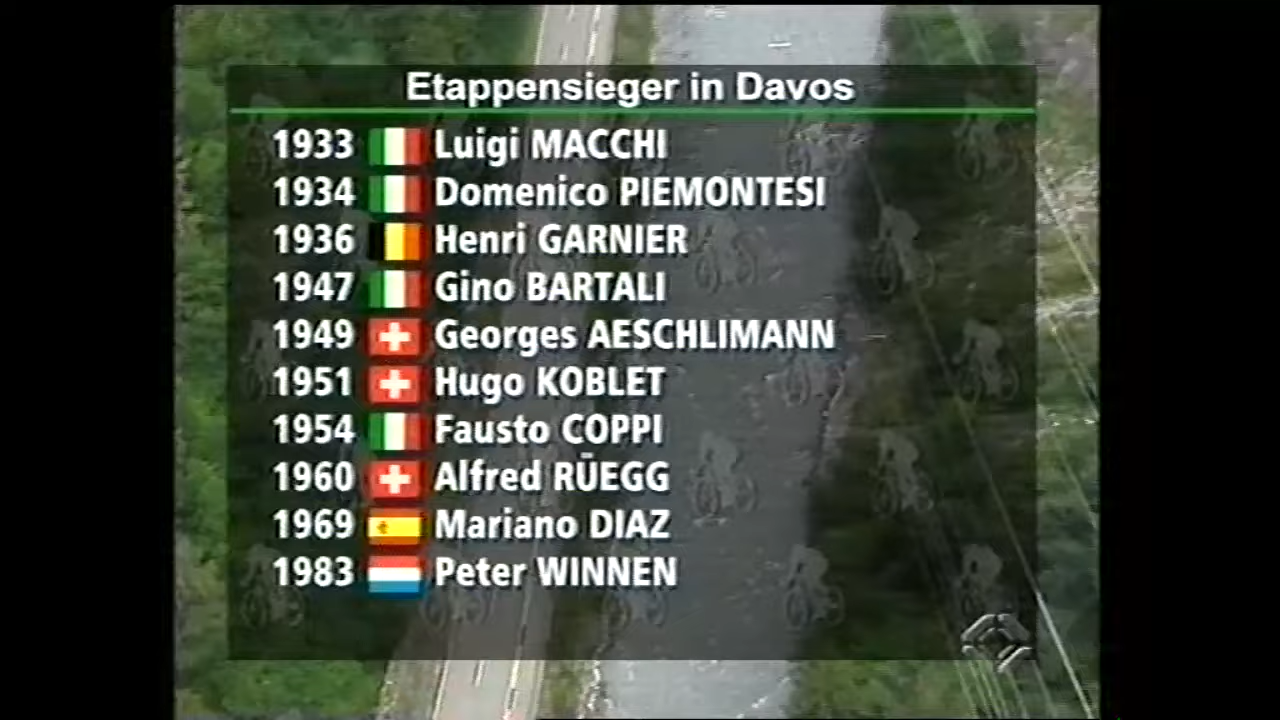 Etappensieger in Davos
1933 Luigi MACCHI
1934 Domenico PIEMONTESI
1936 Henri GARNIER
1947 Gino BARTALI
1949 Georges AESCHLIMANN
1951 Hugo KOBLET
1954 Fausto COPPI
1960 Alfred RÜEGG
1969 Mariano DIAZ
1983 Peter WINNEN